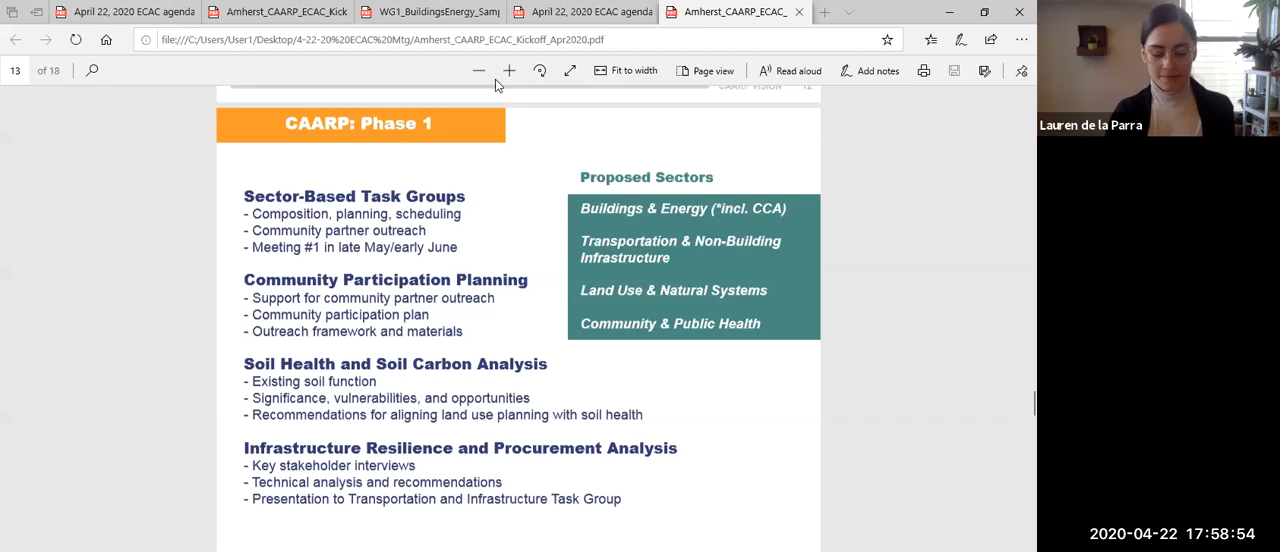 April 22, 2020 ECAC agenda
Amherst_CAARP_ECAC_Kick
WG1_BuildingsEnergy_Samp
April 22, 2020 ECAC agenda
Amherst_CAARP_ECAC_
file:///C:/Users/User1/Desktop/4-22-20%20ECAC%20Mtg/Amherst_CAARP_ECAC_Kickoff_Apr2020.pdf
13 of 18
Fit to width
Page view
Read aloud
Add notes
CAARP VISION 12
CAARP: Phase 1
Sector-Based Task Groups
- Composition, planning, scheduling
- Community partner outreach
- Meeting #1 in late May/early June
Community Participation Planning
- Support for community partner outreach
- Community participation plan
- Outreach framework and materials
Proposed Sectors
Buildings & Energy (*incl. CCA)
Transportation & Non-Building
Infrastructure
Land Use & Natural Systems
Community & Public Health
Soil Health and Soil Carbon Analysis
- Existing soil function
- Significance, vulnerabilities, and opportunities
- Recommendations for aligning land use planning with soil health
Infrastructure Resilience and Procurement Analysis
- Key stakeholder interviews
- Technical analysis and recommendations
- Presentation to Transportation and Infrastructure Task Group
Lauren de la Parra
2020-04-22 17:58:54